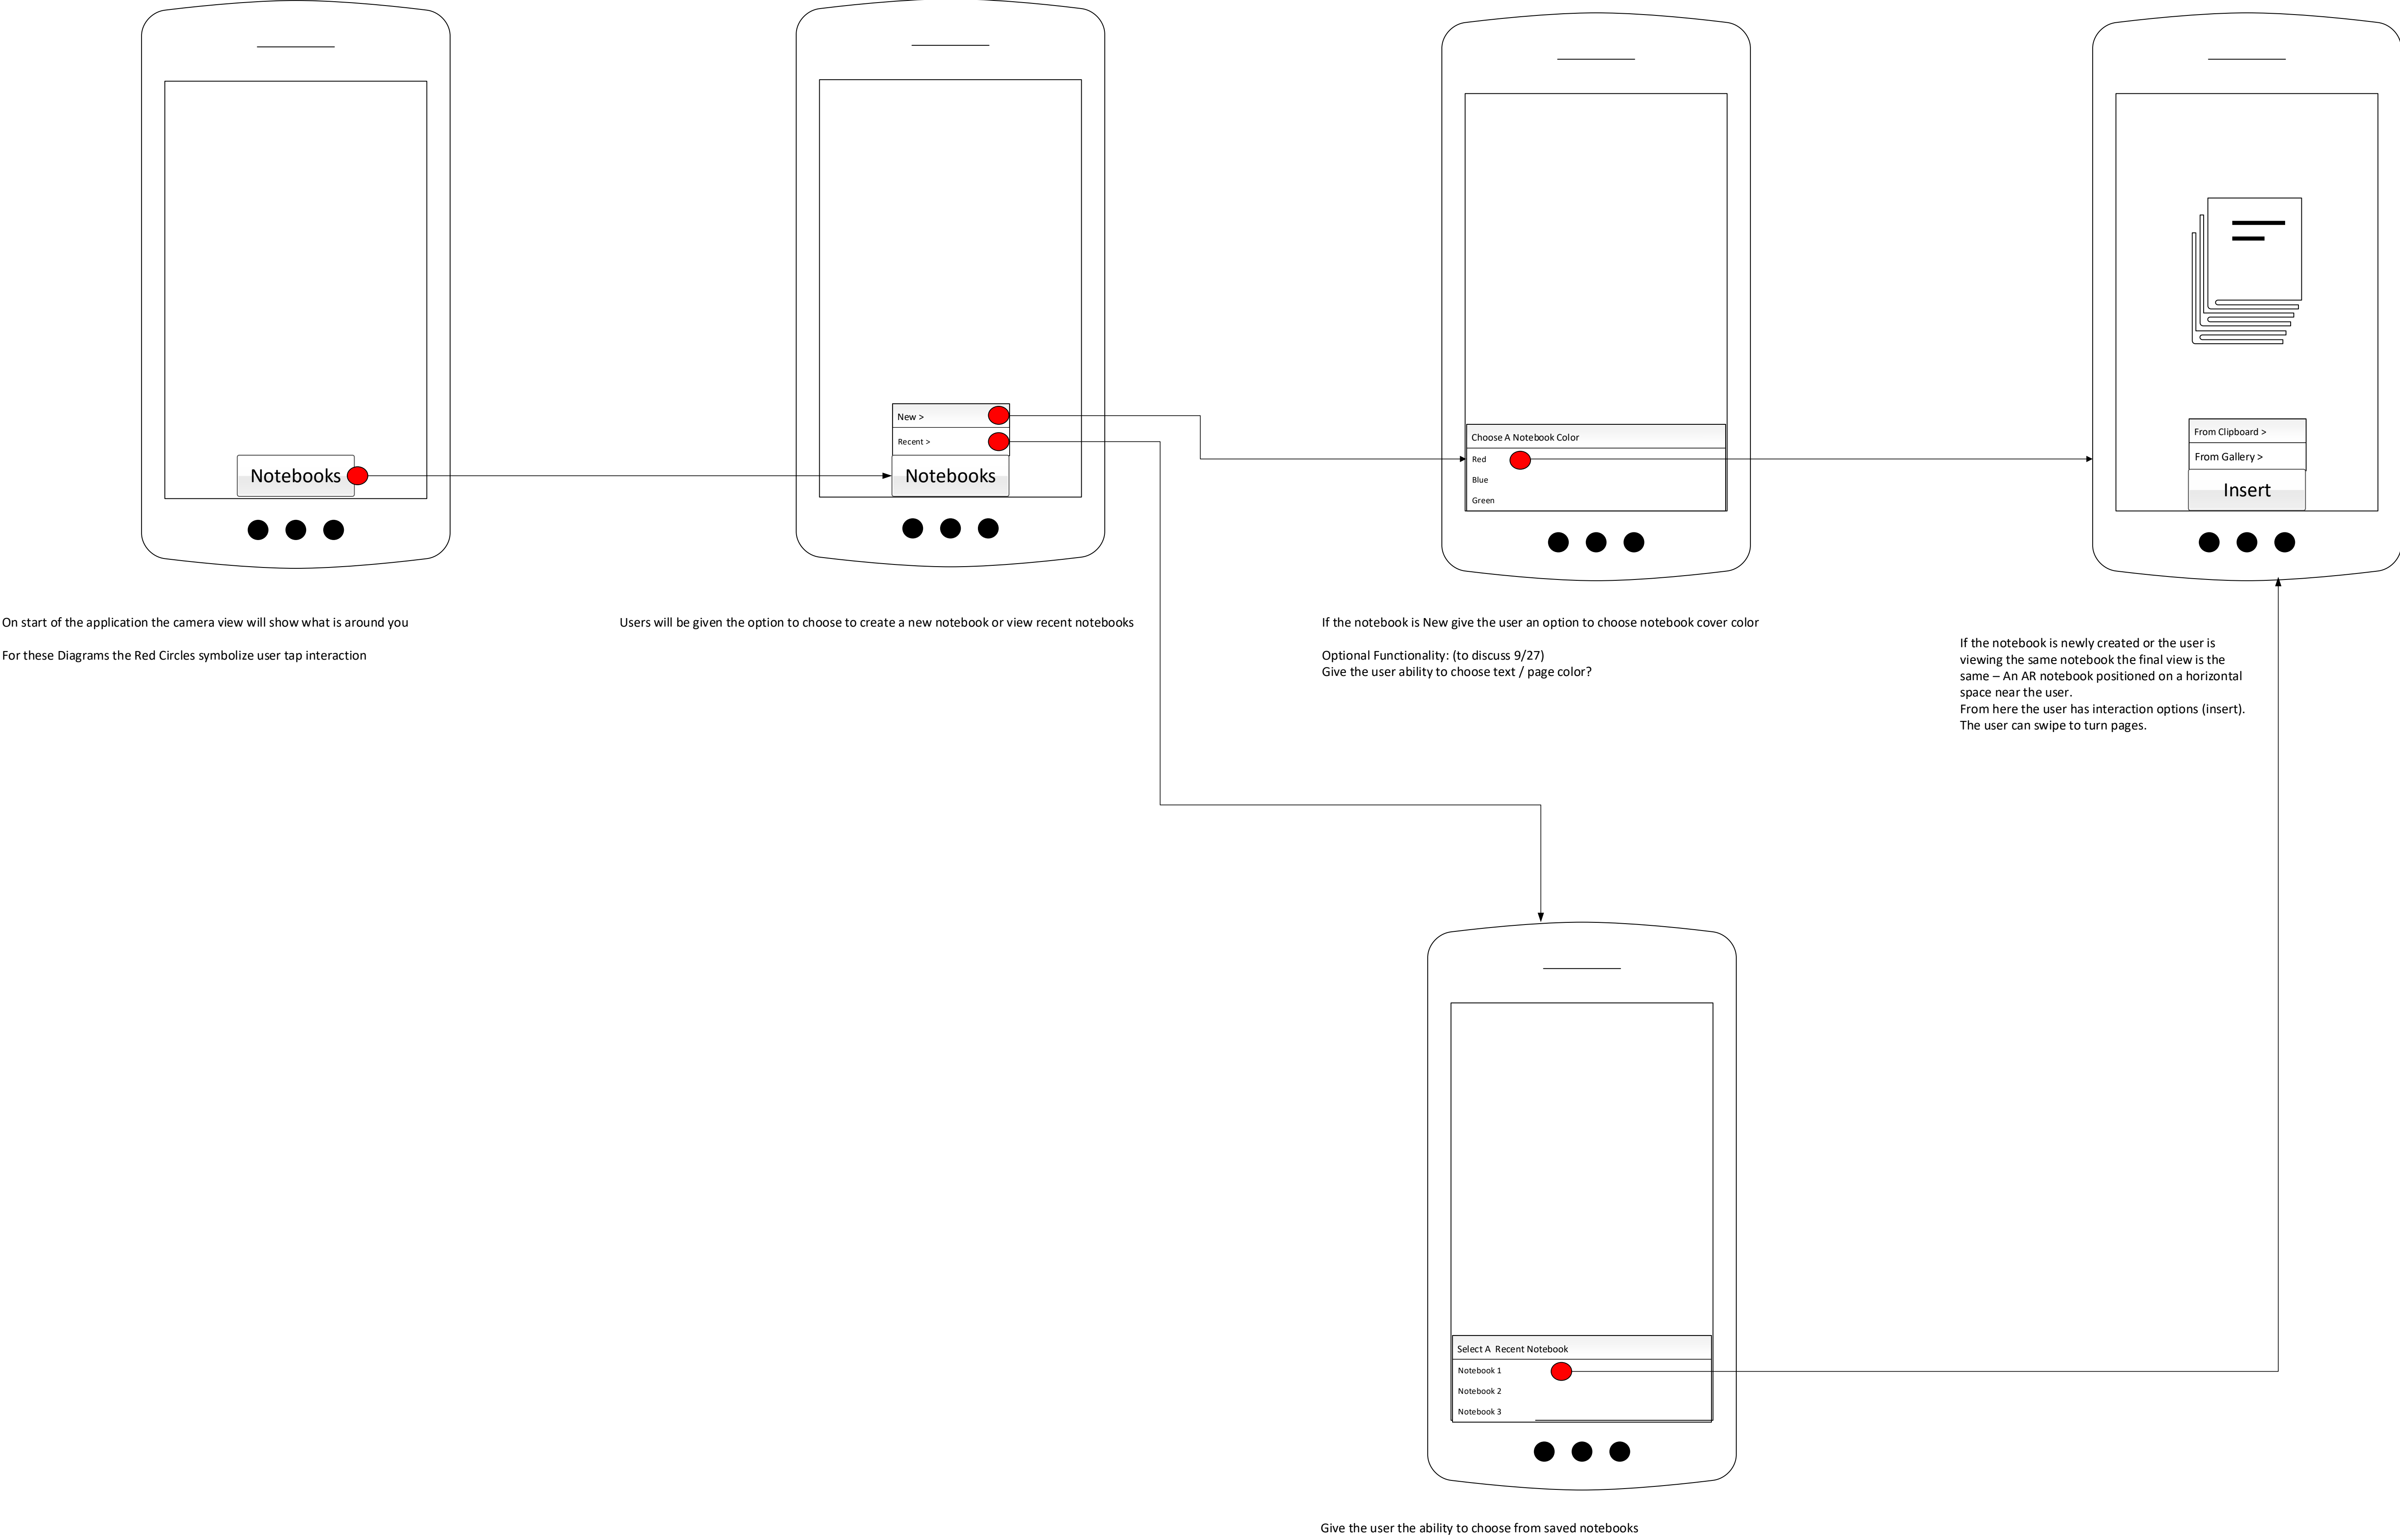 Notebooks
On start of the application the camera view will show what is around you
For these Diagrams the Red Circles symbolize user tap interaction
New >
Recent >
Notebooks
Users will be given the option to choose to create a new notebook or view recent notebooks
Choose A Notebook Color
Red
Blue
Green
If the notebook is New give the user an option to choose notebook cover color
Optional Functionality: (to discuss 9/27)
Give the user ability to choose text / page color?
From Clipboard >
From Gallery >
Insert
If the notebook is newly created or the user is
viewing the same notebook the final view is the
same – An AR notebook positioned on a horizontal
space near the user.
From here the user has interaction options (insert).
The user can swipe to turn pages.
Select A  Recent Notebook
Notebook 1
Notebook 2
Notebook 3
Give the user the ability to choose from saved notebooks